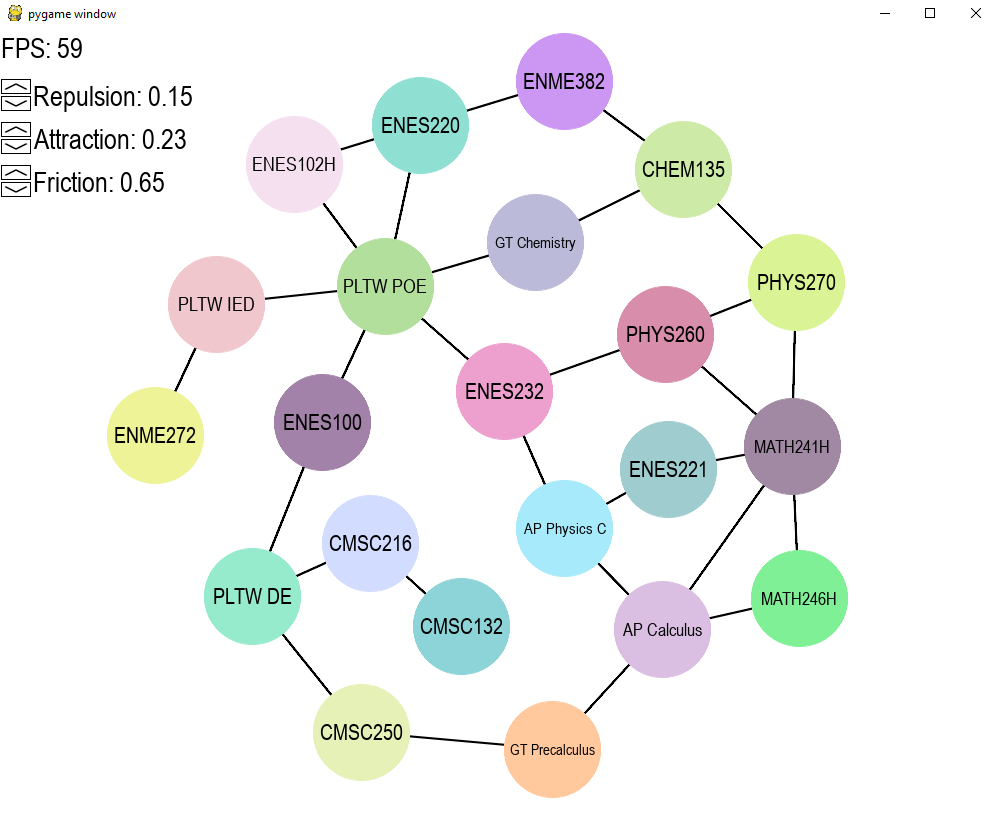 pygame window
FPS: 59
Repulsion: 0.15
Attraction: 0.23
Friction: 0.65
ENME382
ENES220
ENES102H
CHEM135
GT Chemistry
PLTW POE
PHYS270
PLTW IED
PHYS260
ENES232
ENES100
ENME272
MATH241H
ENES221
AP Physics C
CMSC216
PLTW DE
MATH246H
CMSC132
AP Calculus
CMSC250
GT Precalculus